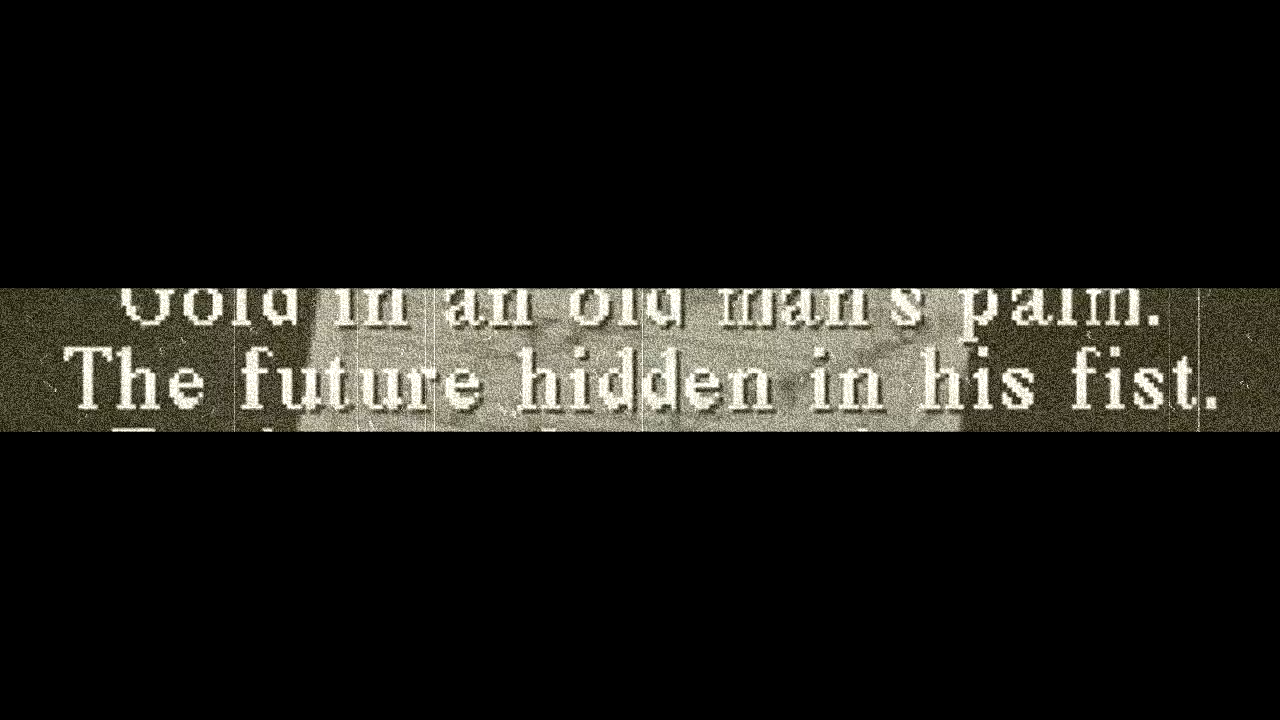 Gold in an old man's palm.
The future hidden in his fist.